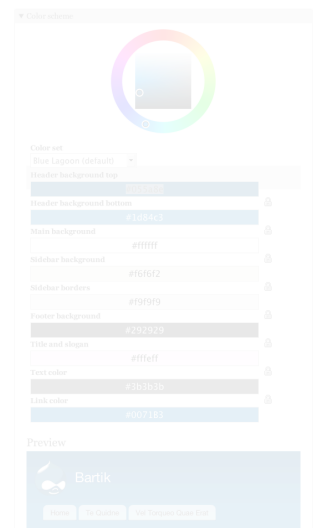 Color scheme
Color set
Blue Lagoon (default)
Header background top
Header background bottom
#1d84c3
Main background
#ffffff
Sidebar background
#f6f6f2
Sidebar borders
#f9f9f9
Footer background
#292929
Title and slogan
#fffeff
Text color
#3b3b3b
Link color
#0071B3
Preview
Bartik
Home